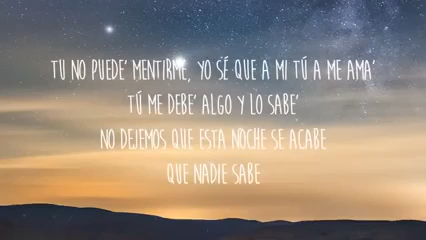 TU NO PUEDE' MENTIRME, YO SÉ QUE A MI TÚ A ME AMA'
TÚ ME DEBE' ALGO Y LO SABE'
NO DEJEMOS QUE ESTA NOCHE SE ACABE
QUE NADIE SABE